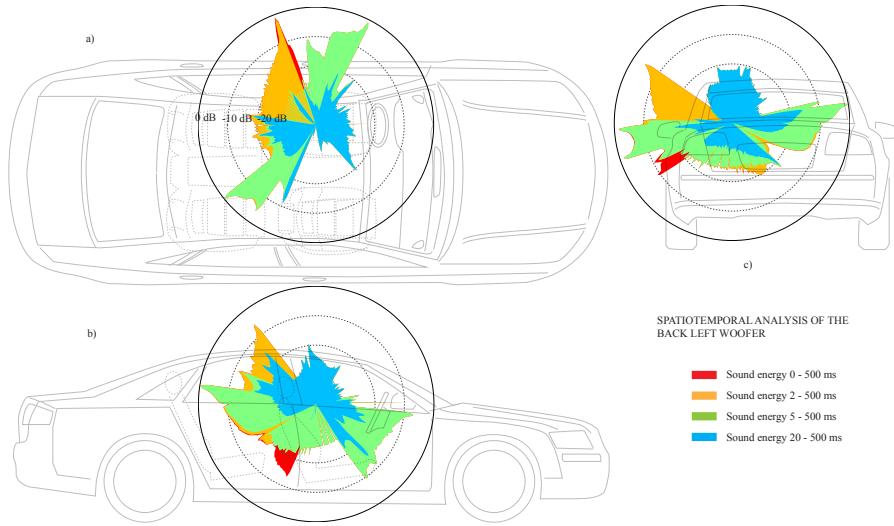 a)
0 dB -10 dB -20 dB
c)
b)
SPATIOTEMPORAL ANALYSIS OF THE
BACK LEFT WOOFER
Sound energy 0 - 500 ms
Sound energy 2 - 500 ms
Sound energy 5 - 500 ms
Sound energy 20 - 500 ms